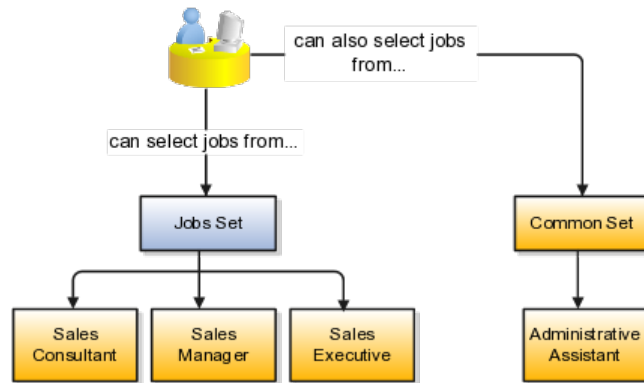 can also select jobs
from...
can select jobs from...
Jobs Set
Common Set
Sales
Consultant
Sales
Manager
Sales
Executive
Administrative
Assistant